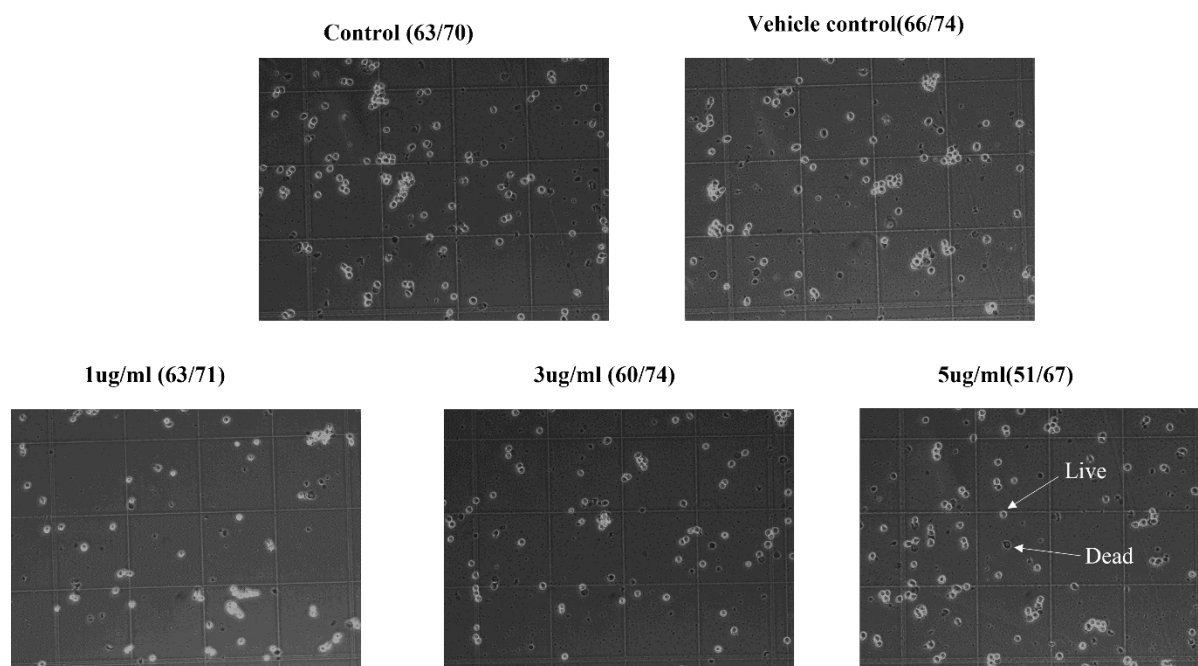 Control (63/70)
Vehicle control(66/74)
1ug/ml (63/71)
3ug/ml (60/74)
5ug/ml(51/67)
Live
Dead